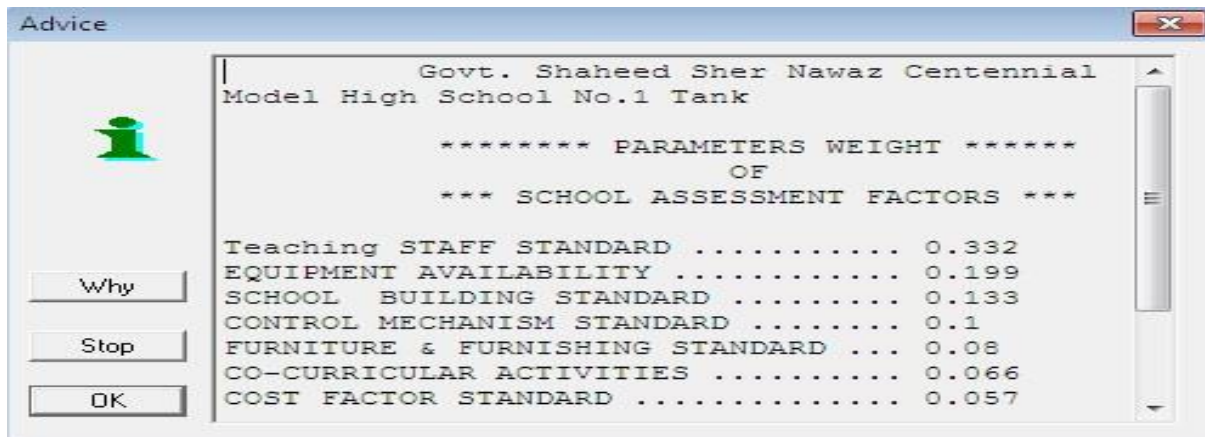 Advice
Govt. Shaheed Sher Nawaz Centennial
Model High School No.1 Tank
******** PARAMETERS WEIGHT ******
OF
*** SCHOOL ASSESSMENT FACTORS ***
Teaching STAFF STANDARD ........... 0.332
EQUIPMENT AVAILABILITY ............ 0.199
SCHOOL  BUILDING STANDARD ......... 0.133
CONTROL MECHANISM STANDARD ........ 0.1
FURNITURE & FURNISHING STANDARD ... 0.08
CO-CURRICULAR ACTIVITIES .......... 0.066
COST FACTOR STANDARD .............. 0.057
Why
Stop
OK